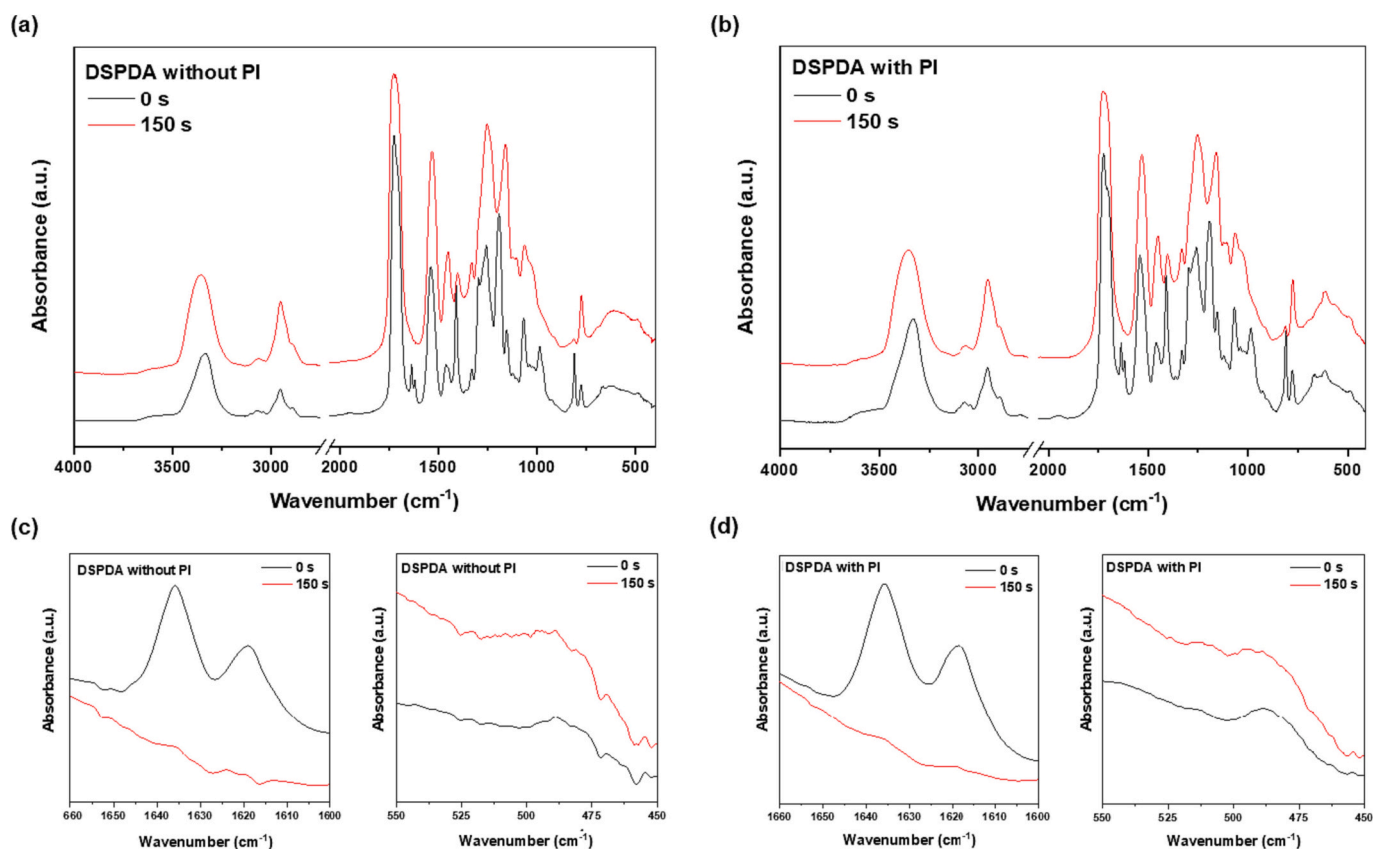 (a)
DSPDA without PI
0 s
150 s
Absorbance (a.u.)
4000 3500 3000 2000 1500 1000 500
Wavenumber (cm⁻¹)
(b)
DSPDA with PI
0 s
150 s
Absorbance (a.u.)
4000 3500 3000 2000 1500 1000 500
Wavenumber (cm⁻¹)
(c)
DSPDA without PI
0 s
150 s
Absorbance (a.u.)
660 1650 1640 1630 1620 1610 1600
Wavenumber (cm⁻¹)
DSPDA without PI
0 s
150 s
Absorbance (a.u.)
550 525 500 475 450
Wavenumber (cm⁻¹)
(d)
DSPDA with PI
0 s
150 s
Absorbance (a.u.)
1660 1650 1640 1630 1620 1610 1600
Wavenumber (cm⁻¹)
DSPDA with PI
0 s
150 s
Absorbance (a.u.)
550 525 500 475 450
Wavenumber (cm⁻¹)